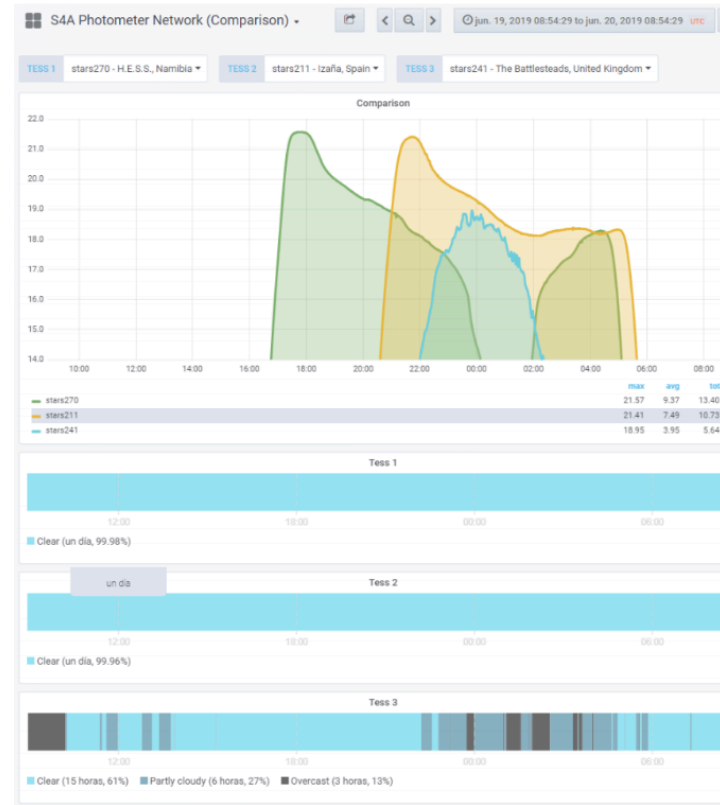 S4A Photometer Network (Comparison)
jun. 19, 2019 08:54:29 to jun. 20, 2019 08:54:29 UTC
TESS 1 stars270 - H.E.S.S., Namibia TESS 2 stars211 - Izaña, Spain TESS 3 stars241 - The Battlesteads, United Kingdom
Comparison
22.0
21.0
20.0
19.0
18.0
17.0
16.0
15.0
14.0
10:00 12:00 14:00 16:00 18:00 20:00 22:00 00:00 02:00 04:00 06:00 08:00
max avg tot
stars270 21.57 9.37 13.40
stars211 21.41 7.49 10.73
stars241 18.95 3.95 5.64
Tess 1
12:00 18:00 00:00 06:00
Clear (un día, 99.98%)
un día
Tess 2
12:00 18:00 00:00 06:00
Clear (un día, 99.96%)
Tess 3
12:00 18:00 00:00 06:00
Clear (15 horas, 61%) Partly cloudy (6 horas, 27%) Overcast (3 horas, 13%)